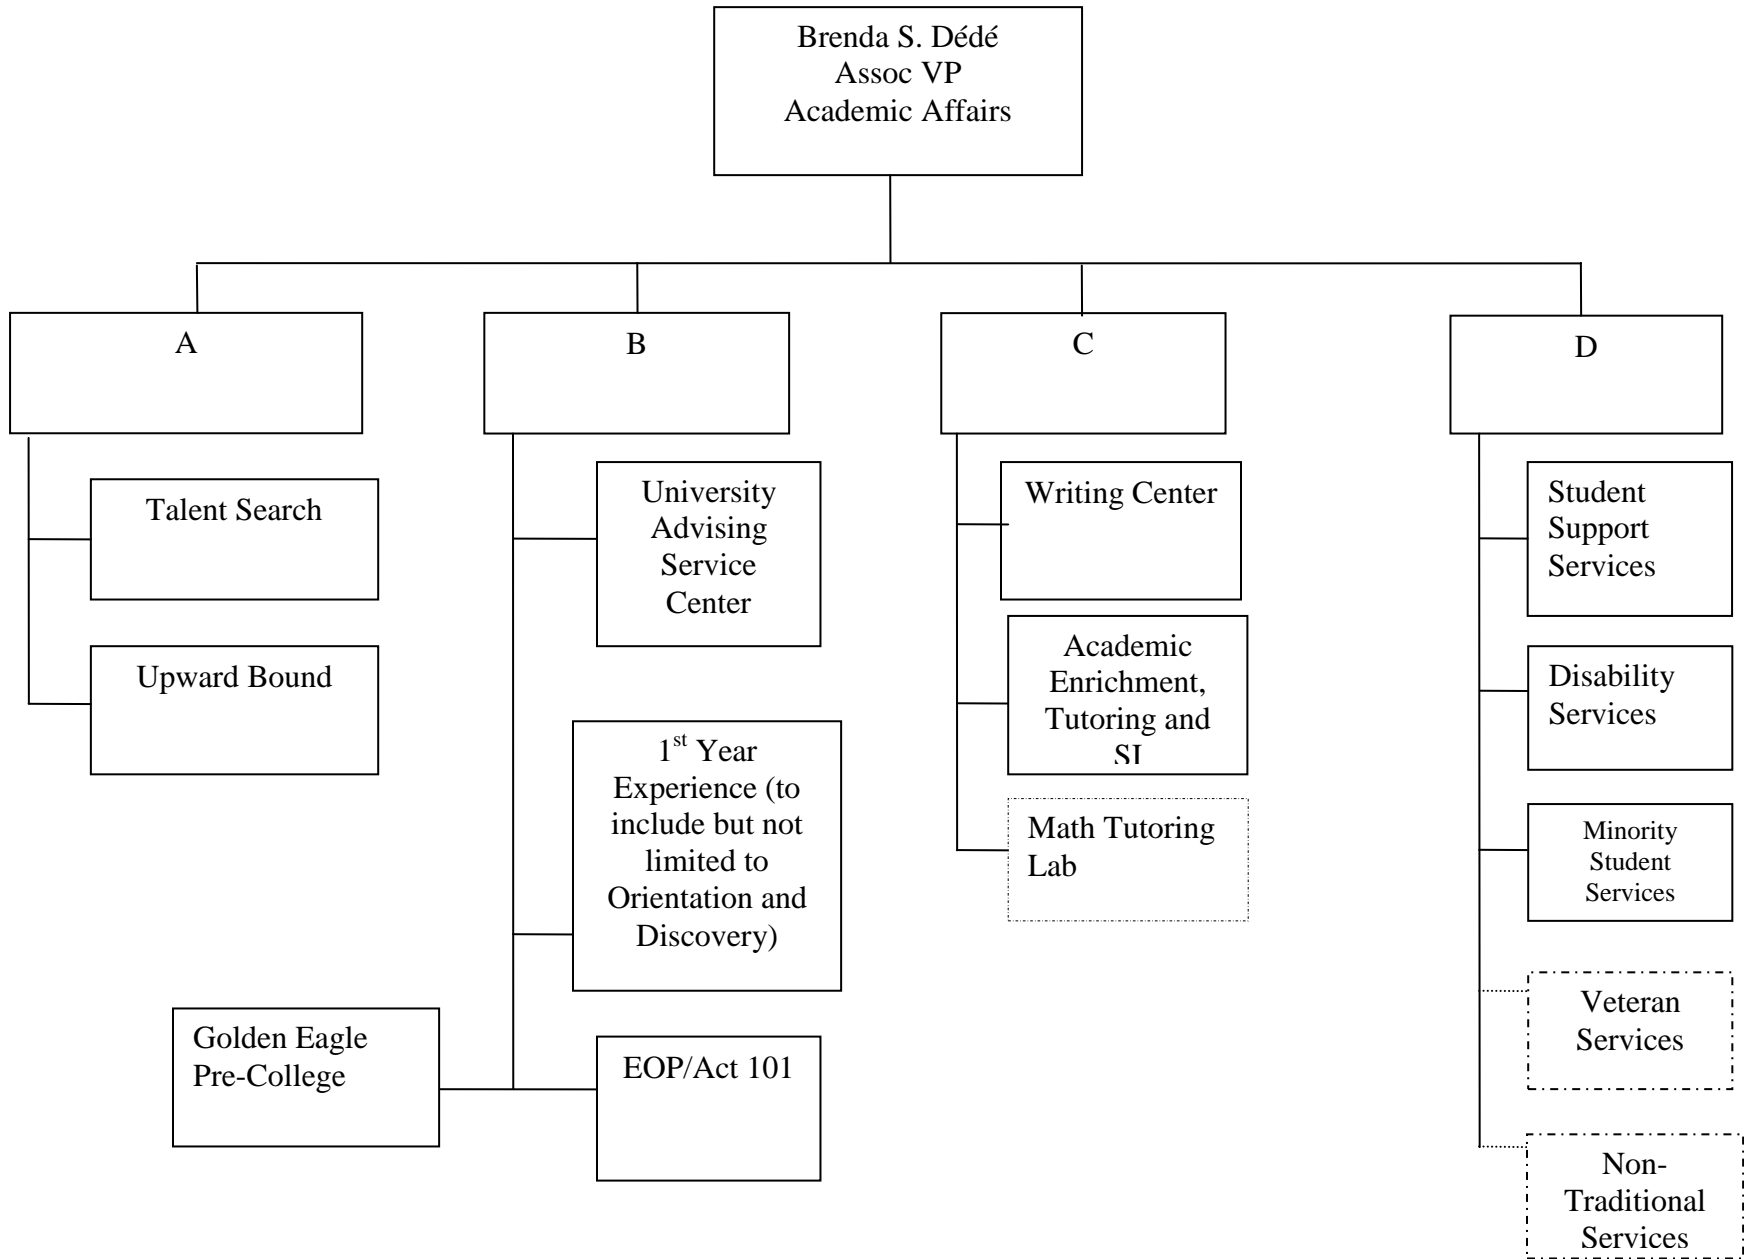 Brenda S. Dédé
Assoc VP
Academic Affairs
A
Talent Search
Upward Bound
B
University
Advising
Service
Center
1st Year
Experience (to
include but not
limited to
Orientation and
Discovery)
Golden Eagle
Pre-College
EOP/Act 101
C
Writing Center
Academic
Enrichment,
Tutoring and
SI
Math Tutoring
Lab
D
Student
Support
Services
Disability
Services
Minority
Student
Services
Veteran
Services
Non-
Traditional
Services